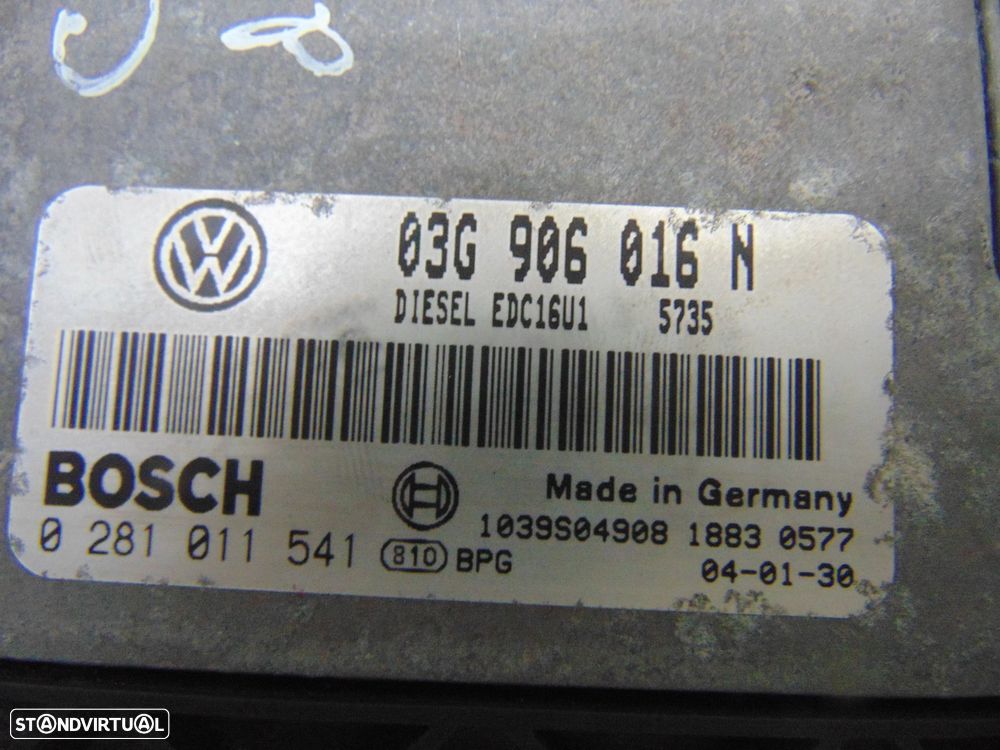 03G 906 016 N
DIESEL EDC16U1 5735
BOSCH
Made in Germany
0 281 011 541 810 BPG
1039S04908 1883 0577
04-01-30
STANDVIRTUAL